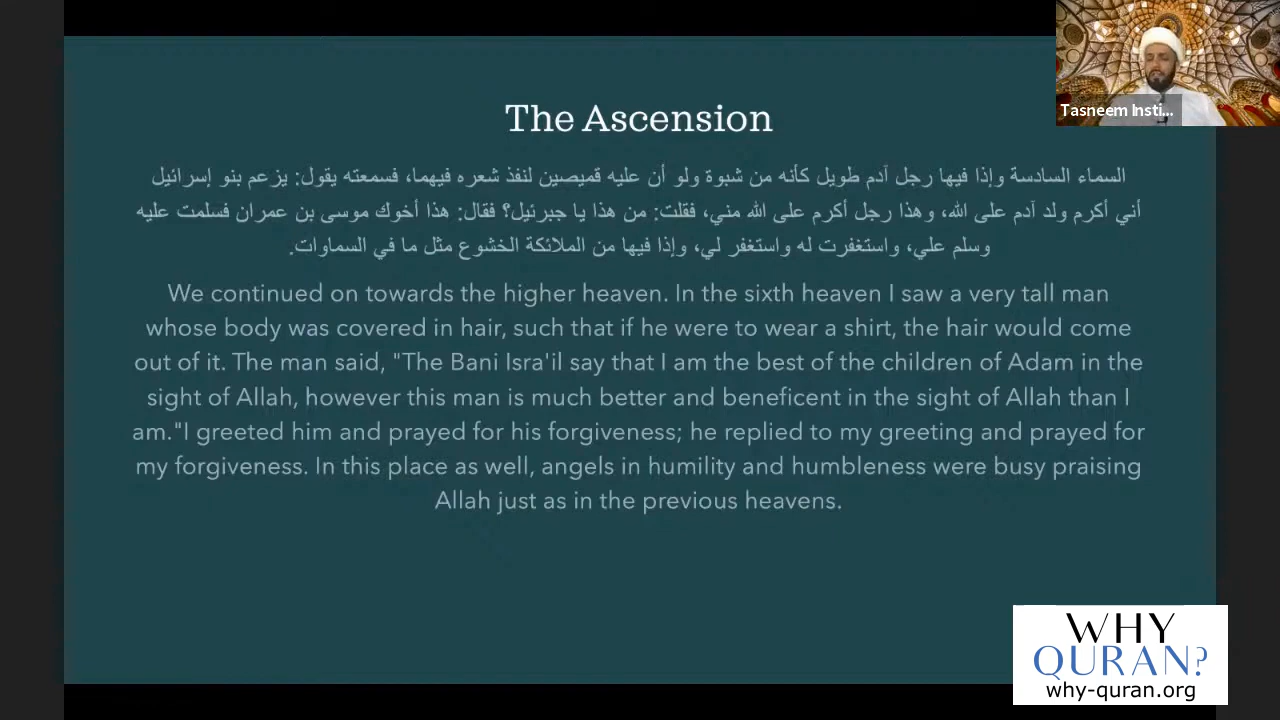 The Ascension
السماء السادسة وإذا فيها رجل آدم طويل كأنه من شبوة ولو أن عليه قميصين لنفذ شعره فيهما، فسمعته يقول: يزعم بنو إسرائيل
أني أكرم ولد آدم على الله، وهذا رجل أكرم على الله مني، فقلت: من هذا يا جبرئيل؟ فقال: هذا أخوك موسى بن عمران فسلمت عليه
وسلم علي، واستغفرت له واستغفر لي، وإذا فيها من الملائكة الخشوع مثل ما في السماوات.
We continued on towards the higher heaven. In the sixth heaven I saw a very tall man
whose body was covered in hair, such that if he were to wear a shirt, the hair would come
out of it. The man said, "The Bani Isra'il say that I am the best of the children of Adam in the
sight of Allah, however this man is much better and beneficent in the sight of Allah than I
am."I greeted him and prayed for his forgiveness; he replied to my greeting and prayed for
my forgiveness. In this place as well, angels in humility and humbleness were busy praising
Allah just as in the previous heavens.
Tasneem Insti...
WHY
QURAN?
why-quran.org